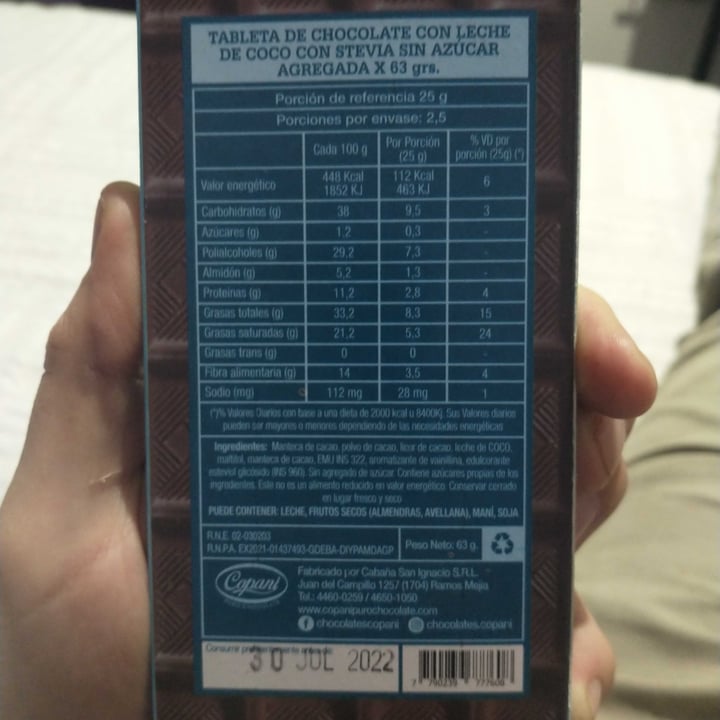 TABLETA DE CHOCOLATE CON LECHE
DE COCO CON STEVIA SIN AZÚCAR
AGREGADA X 63 grs.
Porción de referencia 25 g
Porciones por envase: 2,5
Cada 100 g Por Porción (25 g) % VD por porción (25g) (*)
Valor energético 448 Kcal 1852 KJ 112 Kcal 463 KJ 6
Carbohidratos (g) 38 9,5 3
Azúcares (g) 1,2 0,3 -
Polialcoholes (g) 29,2 7,3 -
Almidón (g) 5,2 1,3 -
Proteínas (g) 11,2 2,8 4
Grasas totales (g) 33,2 8,3 15
Grasas saturadas (g) 21,2 5,3 24
Grasas trans (g) 0 0 -
Fibra alimentaria (g) 14 3,5 4
Sodio (mg) 112 mg 28 mg 1
(*)% Valores Diarios con base a una dieta de 2000 kcal u 8400Kj. Sus Valores diarios
pueden ser mayores o menores dependiendo de las necesidades energéticas
Ingredientes: Manteca de cacao, polvo de cacao, licor de cacao, leche de COCO,
maltitol, manteca de cacao, EMU INS 322, aromatizante de vainillina, edulcorante
esteviol glicósido (INS 960). Sin agregado de azúcar. Contiene azúcares propias de los
ingredientes. Este no es un alimento reducido en valor energético. Conservar cerrado
en lugar fresco y seco
PUEDE CONTENER: LECHE, FRUTOS SECOS (ALMENDRAS, AVELLANA), MANÍ, SOJA
R.N.E. 02-030203
R.N.P.A. EX2021-01437493-GDEBA-DIYPAMDAGP
Peso Neto: 63 g.
Copani
Fabricado por Cabaña San Ignacio S.R.L.
Juan del Campillo 1257 (1704) Ramos Mejía
Tel.: 4460-0259 / 4650-1050
www.copanipurochocolate.com
chocolatescopani chocolates.copani
Consumir preferentemente antes de:
30 JUL 2022
7 790239 777608